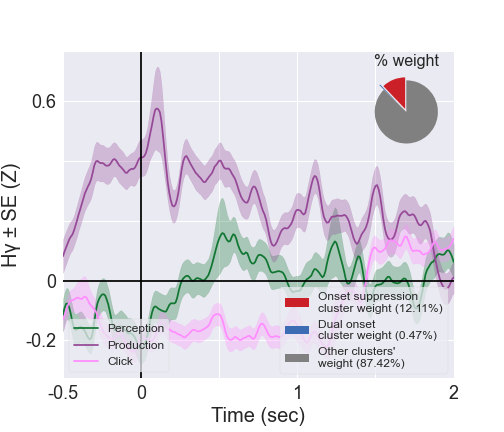 % weight
0.6
0
-0.2
Hγ ± SE (Z)
Perception
Production
Click
Onset suppression
cluster weight (12.11%)
Dual onset
cluster weight (0.47%)
Other clusters'
weight (87.42%)
-0.5
0
1
2
Time (sec)